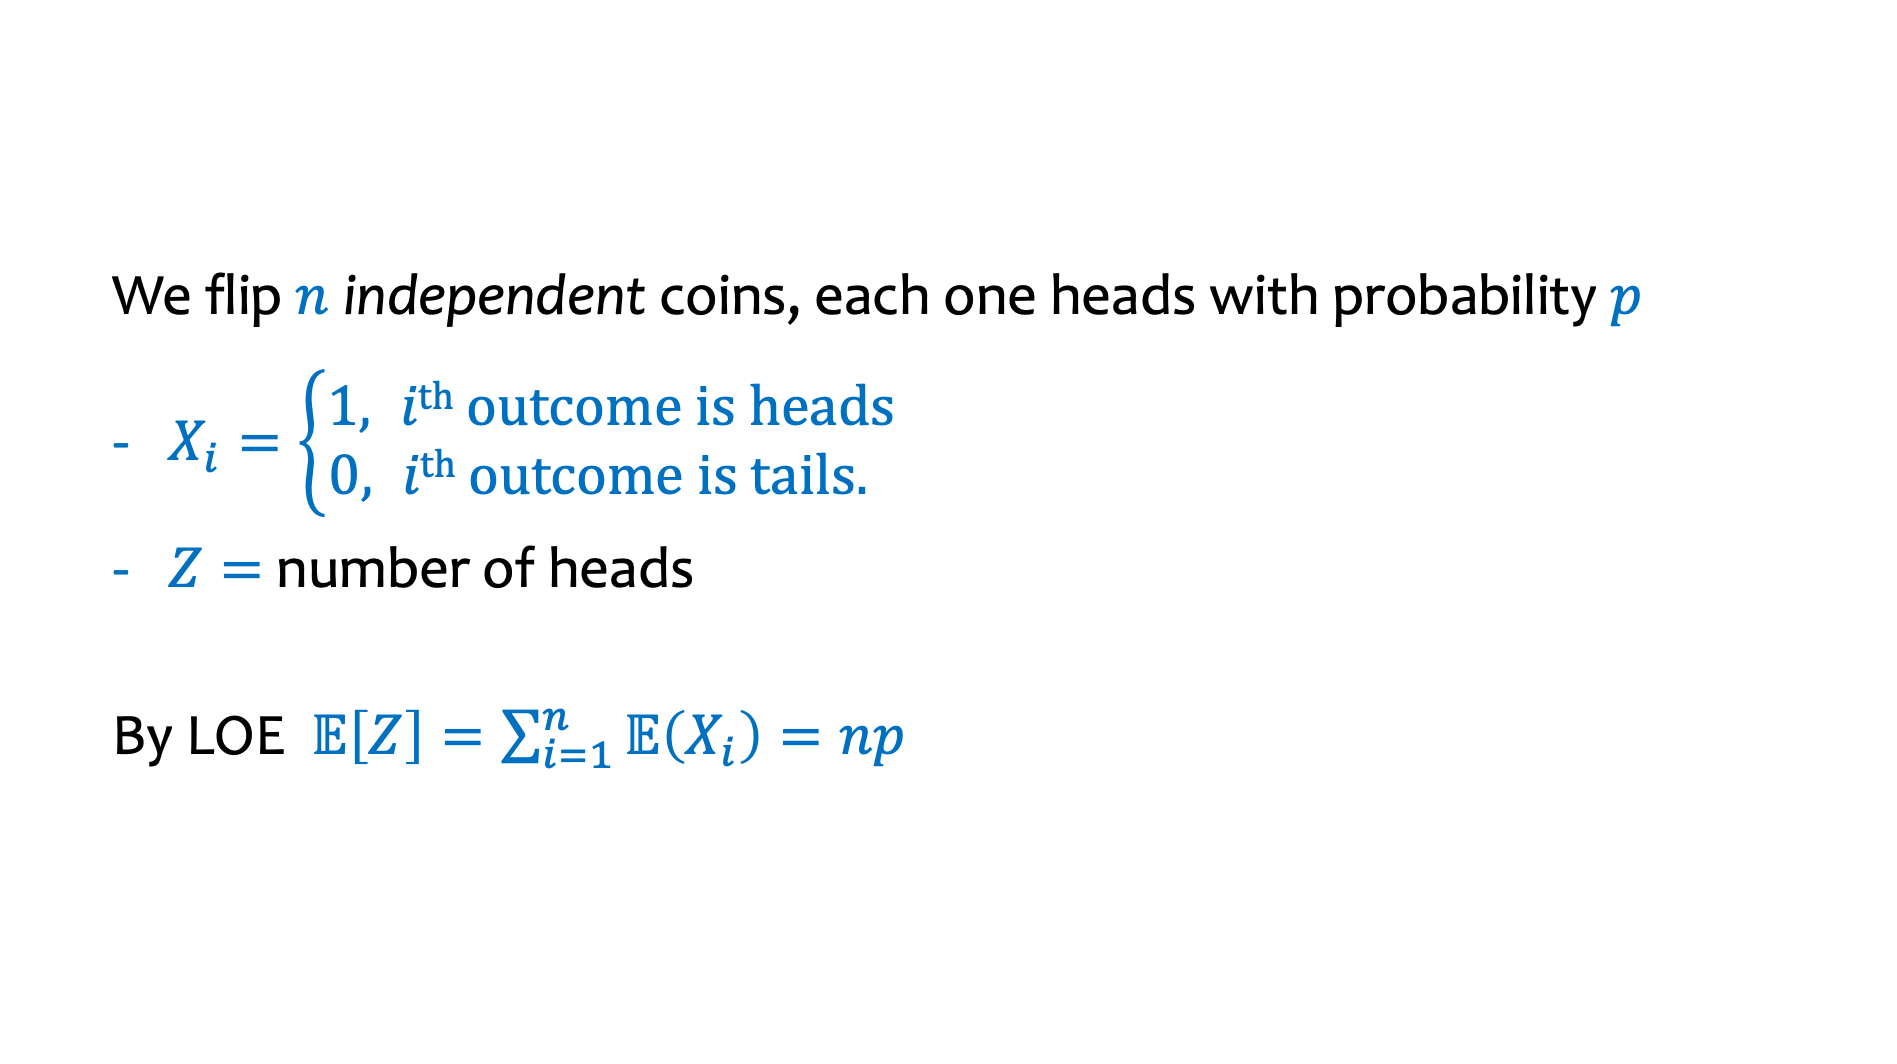 We flip n independent coins, each one heads with probability p
- X_i = { 1, i^th outcome is heads
0, i^th outcome is tails.
- Z = number of heads
By LOE 𝔼[Z] = ∑_{i=1}^{n} 𝔼(X_i) = np